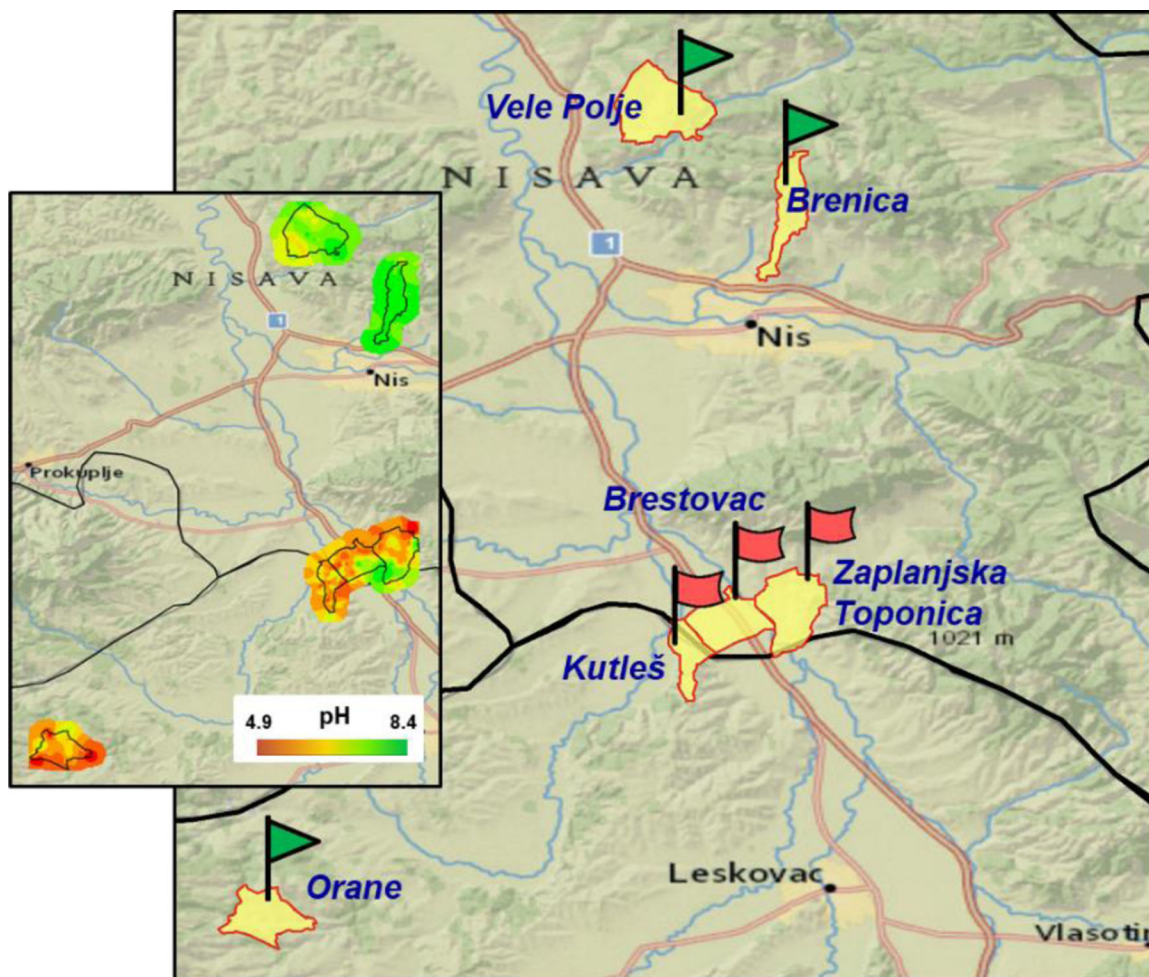 Vele Polje
NISAVA
Brenica
1
Nis
Brestovac
Zaplanjska
Toponica
1021 m
Kutleš
Leskovac
Vlasotin
Orane
NISAVA
1
Nis
Prokuplje
pH
4.9 8.4